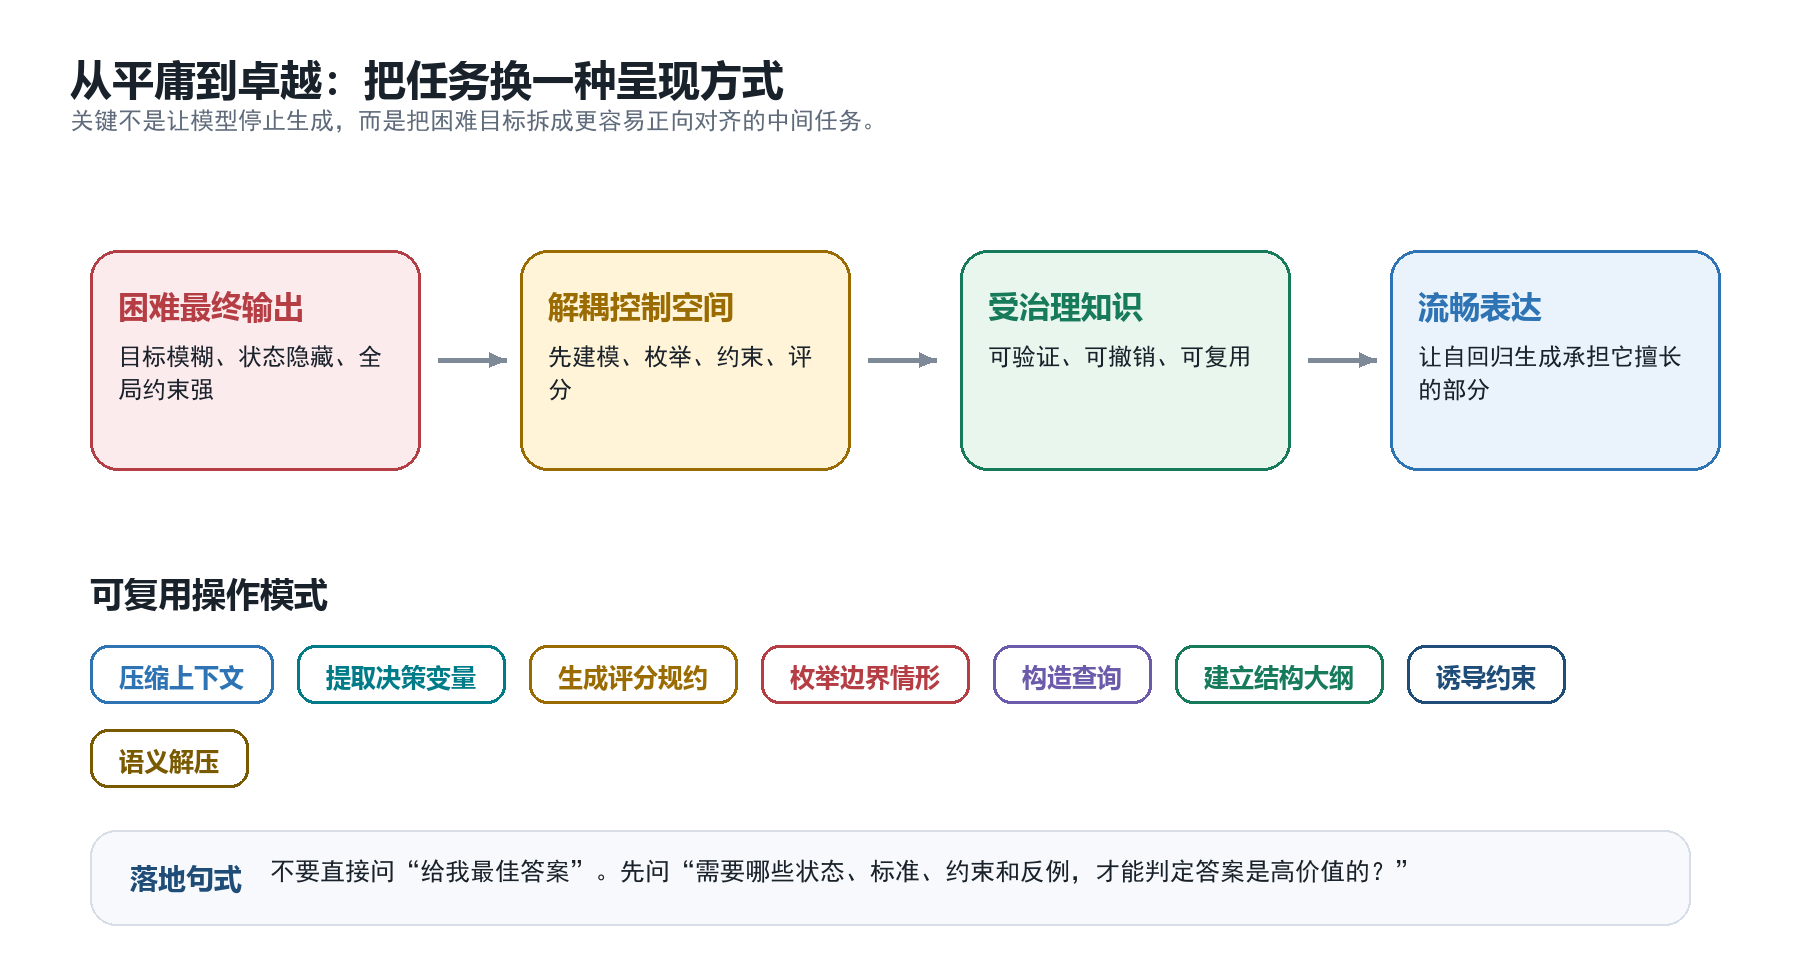 从平庸到卓越：把任务换一种呈现方式
关键不是让模型停止生成，而是把困难目标拆成更容易正向对齐的中间任务。
困难最终输出
目标模糊、状态隐藏、全
局约束强
解耦控制空间
先建模、枚举、约束、评
分
受治理知识
可验证、可撤销、可复用
流畅表达
让自回归生成承担它擅长
的部分
可复用操作模式
压缩上下文
提取决策变量
生成评分规约
枚举边界情形
构造查询
建立结构大纲
诱导约束
语义解压
落地句式
不要直接问“给我最佳答案”。先问“需要哪些状态、标准、约束和反例，才能判定答案是高价值的？”